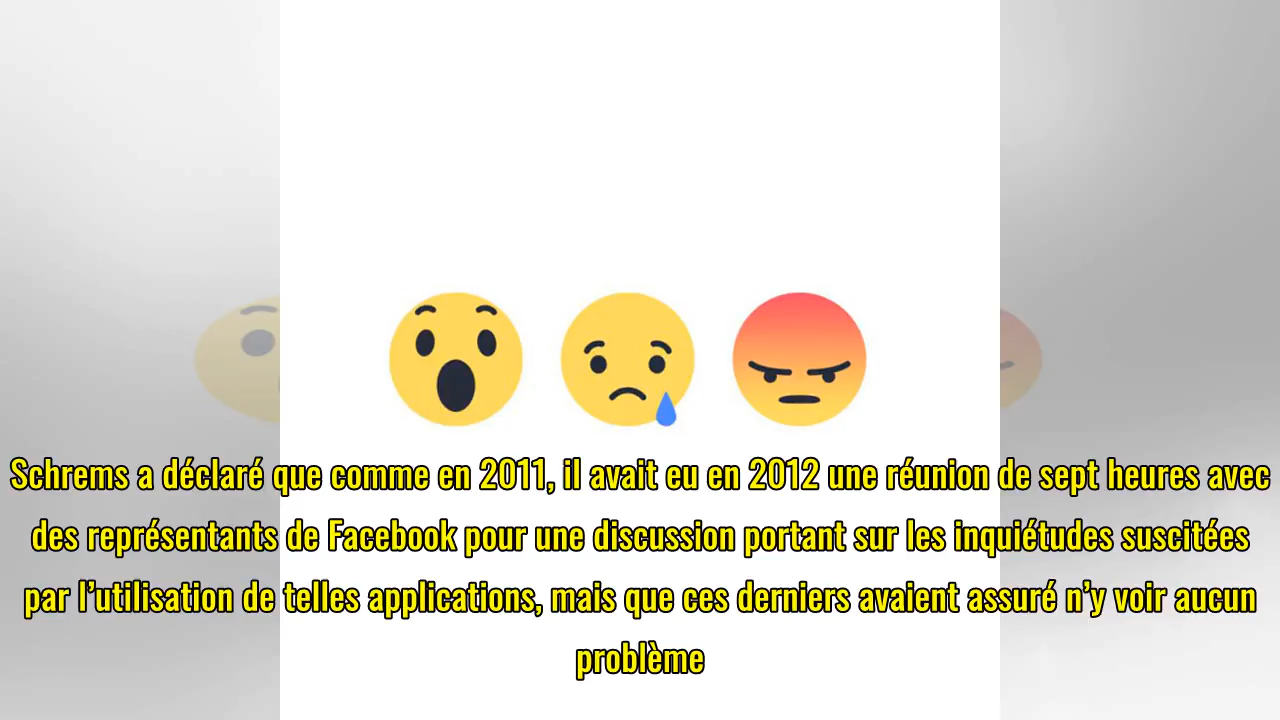 Schrems a déclaré que comme en 2011, il avait eu en 2012 une réunion de sept heures avec
des représentants de Facebook pour une discussion portant sur les inquiétudes suscitées
par l’utilisation de telles applications, mais que ces derniers avaient assuré n’y voir aucun
problème